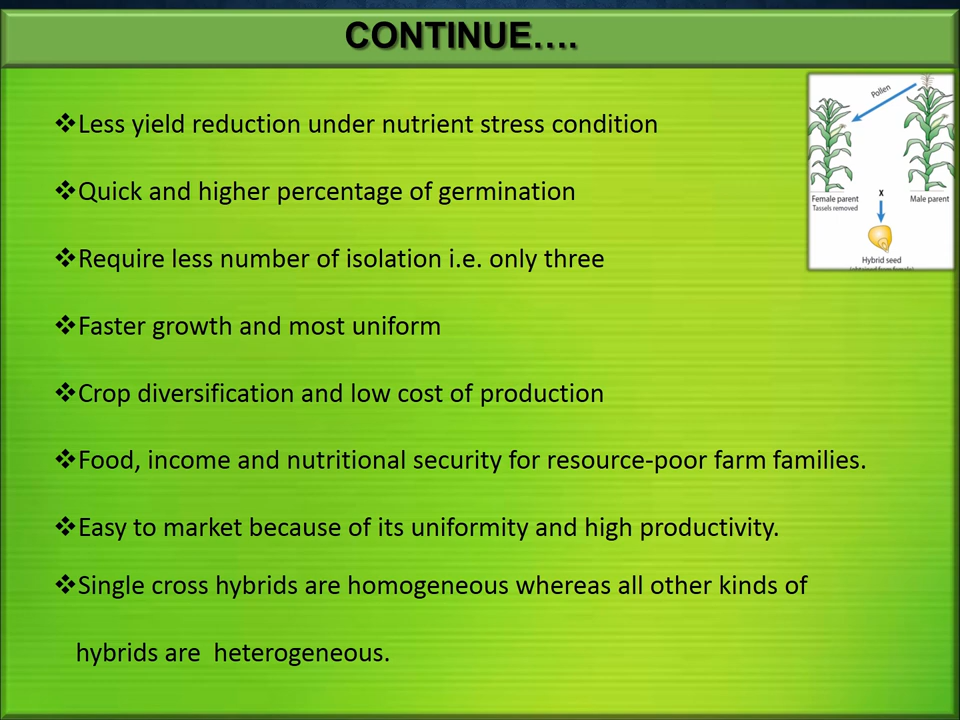 CONTINUE….
❖Less yield reduction under nutrient stress condition
❖Quick and higher percentage of germination
❖Require less number of isolation i.e. only three
❖Faster growth and most uniform
❖Crop diversification and low cost of production
❖Food, income and nutritional security for resource-poor farm families.
❖Easy to market because of its uniformity and high productivity.
❖Single cross hybrids are homogeneous whereas all other kinds of
hybrids are heterogeneous.
Pollen
Female parent
Tassels removed
x
Male parent
Hybrid seed